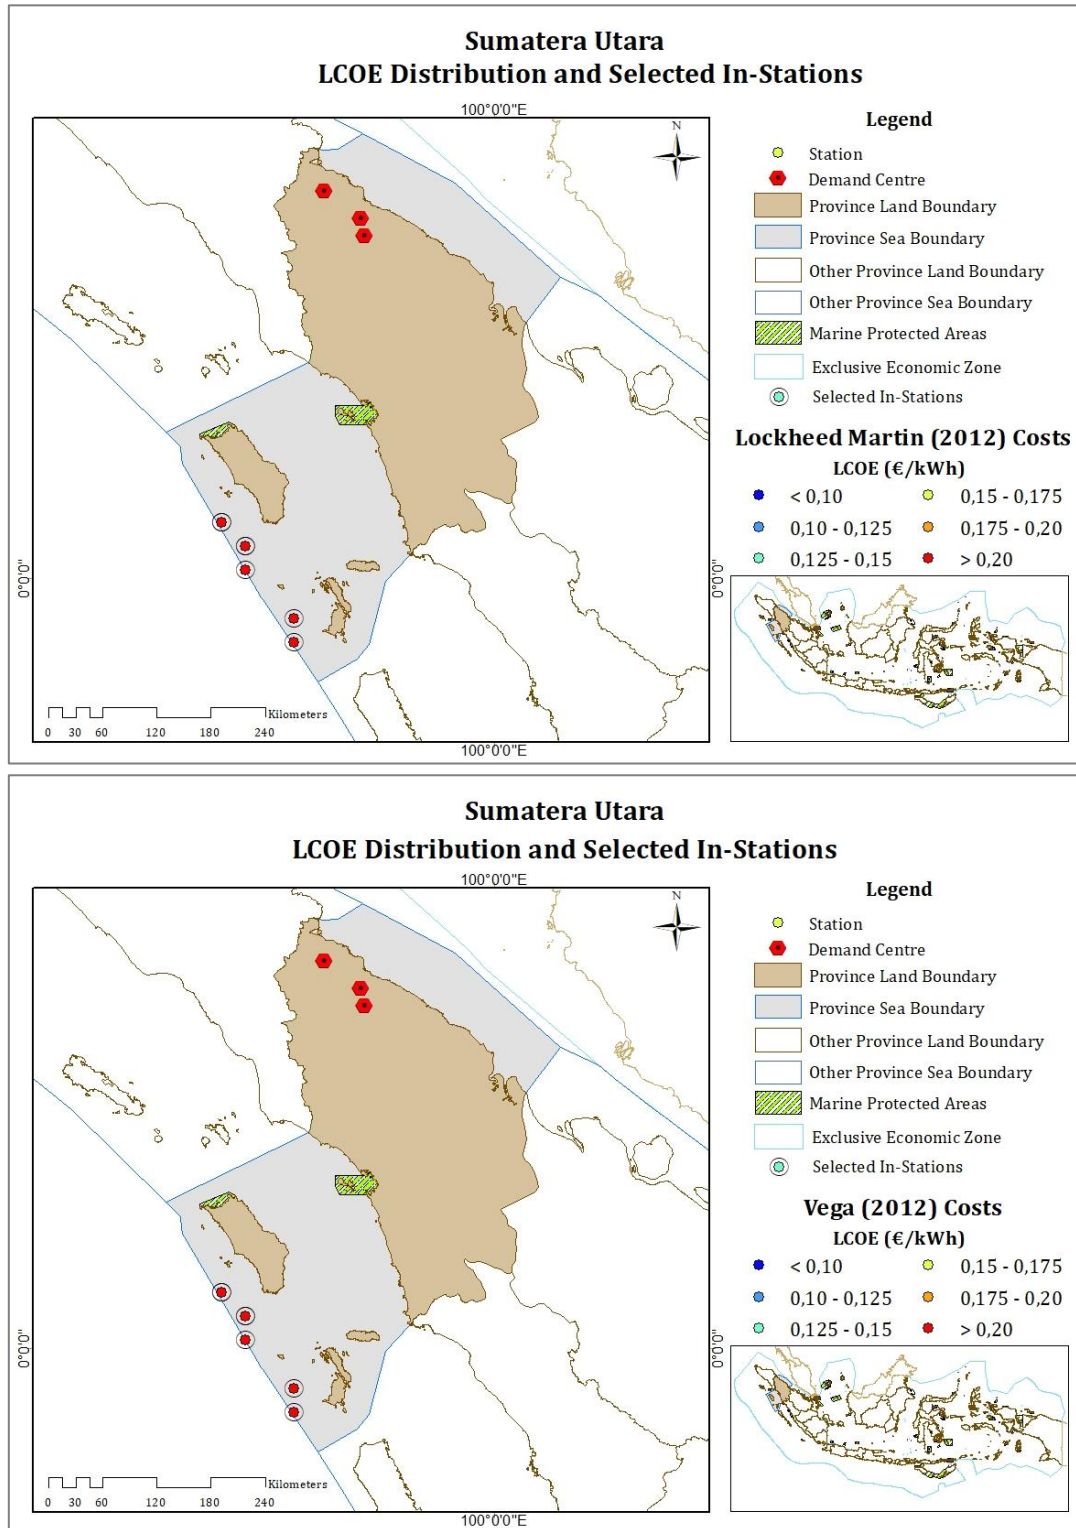 Sumatera Utara
LCOE Distribution and Selected In-Stations
100°0'0"E
N
0°0'0"
0°0'0"
Kilometers
0 30 60 120 180 240
100°0'0"E
Legend
Station
Demand Centre
Province Land Boundary
Province Sea Boundary
Other Province Land Boundary
Other Province Sea Boundary
Marine Protected Areas
Exclusive Economic Zone
Selected In-Stations
Lockheed Martin (2012) Costs
LCOE (€/kWh)
< 0,10 0,15 - 0,175
0,10 - 0,125 0,175 - 0,20
0,125 - 0,15 > 0,20
Sumatera Utara
LCOE Distribution and Selected In-Stations
100°0'0"E
N
0°0'0"
0°0'0"
Kilometers
0 30 60 120 180 240
100°0'0"E
Legend
Station
Demand Centre
Province Land Boundary
Province Sea Boundary
Other Province Land Boundary
Other Province Sea Boundary
Marine Protected Areas
Exclusive Economic Zone
Selected In-Stations
Vega (2012) Costs
LCOE (€/kWh)
< 0,10 0,15 - 0,175
0,10 - 0,125 0,175 - 0,20
0,125 - 0,15 > 0,20